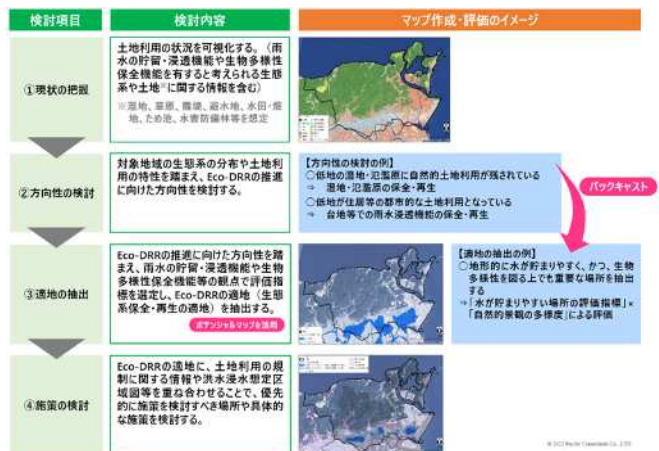 検討項目
検討内容
マップ作成・評価のイメージ
①現状の把握
土地利用の状況を可視化する。（雨
水の貯留・浸透機能や生物多様性
保全機能を有すると考えられる生態
系や土地※に関する情報を含む）
※湿地、草原、樹
地、ため池、水害防備林等を想定
②方向性の検討
対象地域の生態系の分布や土地利
用の特性を踏まえ、Eco-DRRの推進
に向けた方向性を検討する。
【方向性の検討の例】
○低地の湿地・氾濫原に自然的土地利用が残されている
⇒ 湿地・氾濫原の保全・再生
○低地が住居等の都市的な土地利用となっている
⇒ 台地等での雨水浸透機能の保全・再生
バックキャスト
③適地の抽出
Eco-DRRの推進に向けた方向性を踏
まえ、雨水の貯留・浸透機能や生物
多様性保全機能等の観点で評価指
標を選定し、Eco-DRRの適地（生態
系保全・再生の適地）を抽出する。
ポテンシャルマップを活用
【適地の抽出の例】
○地形的に水が貯まりやすく、かつ、生物
多様性を図る上でも重要な場所を抽出
する
⇒「水が貯まりやすい場所の評価指標」×
「自然的景観の多様度」による評価
④施策の検討
Eco-DRRの適地に、土地利用の規
制に関する情報や洪水浸水想定区
域図等を重ね合わせることで、優先
的に施策を検討すべき場所や具体的
な施策を検討する。